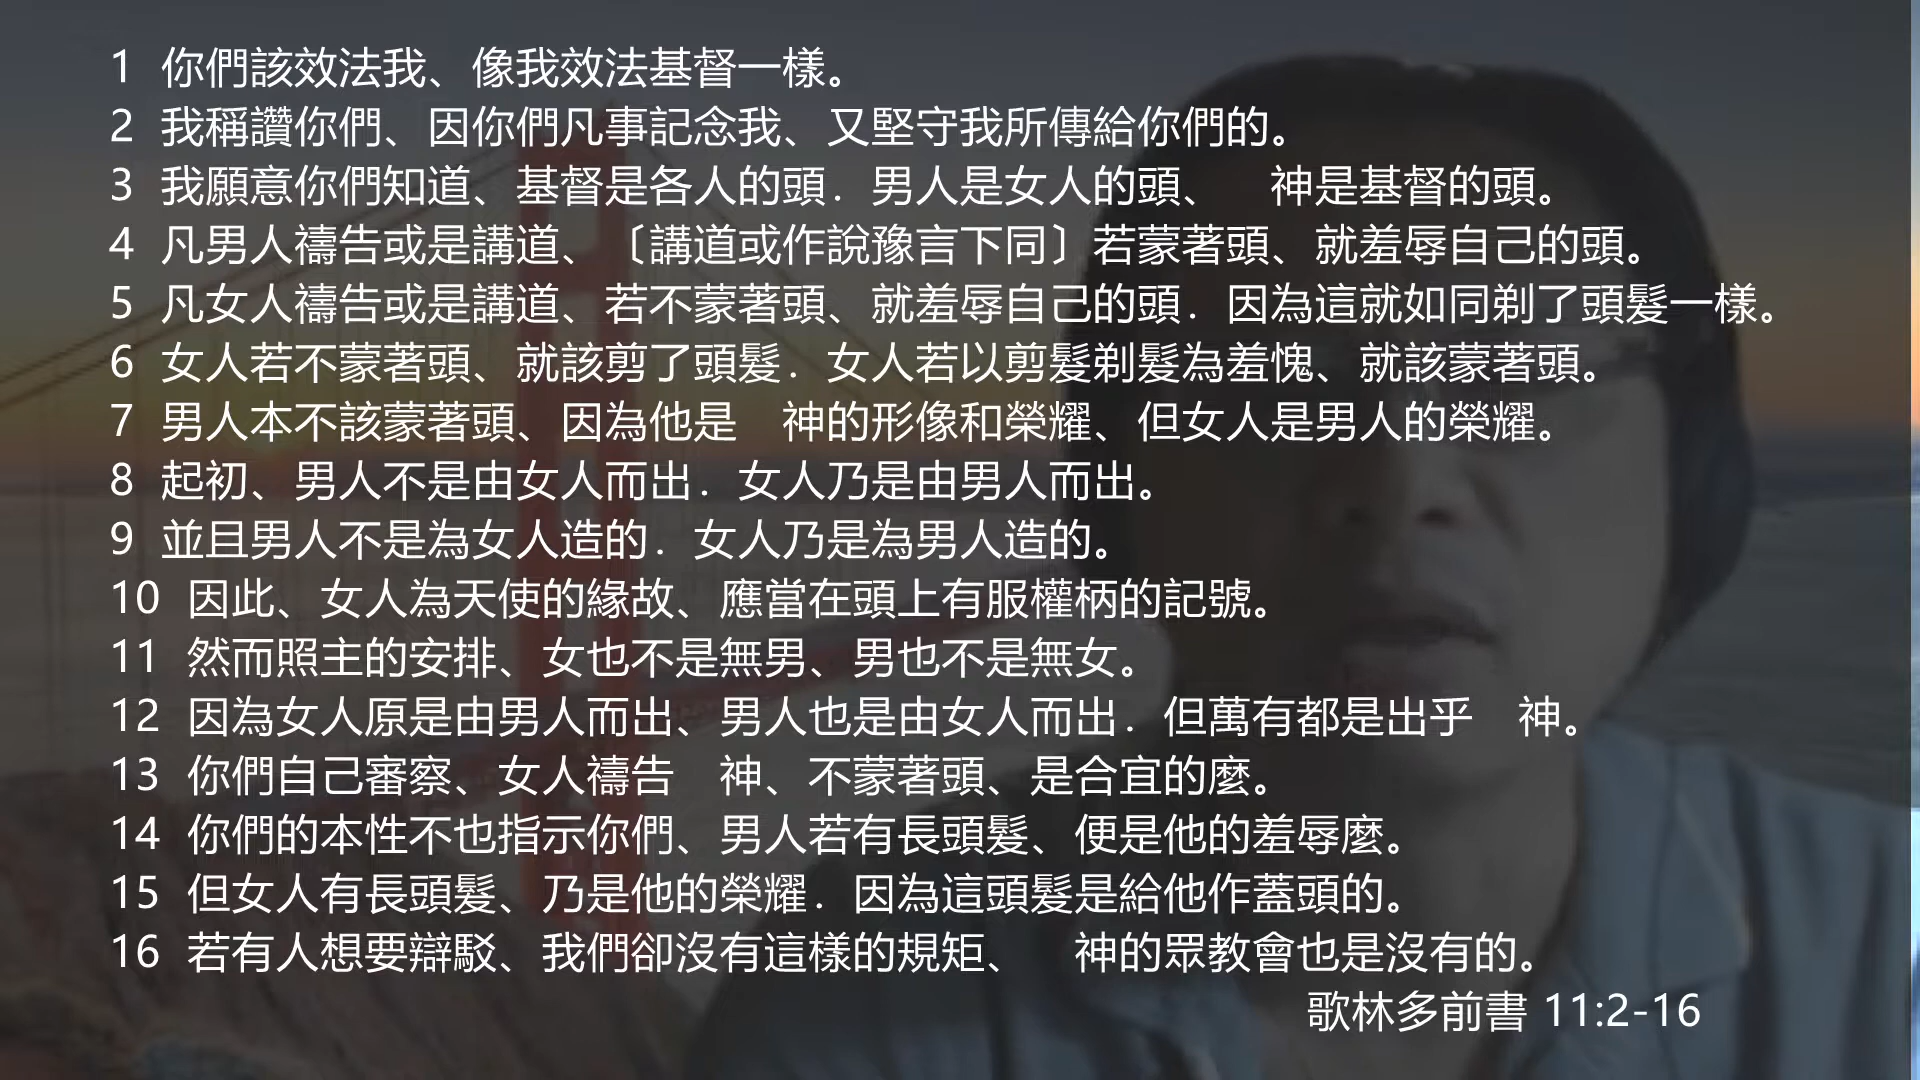 1 你們該效法我、像我效法基督一樣。
2 我稱讚你們、因你們凡事記念我、又堅守我所傳給你們的。
3 我願意你們知道、基督是各人的頭．男人是女人的頭、　神是基督的頭。
4 凡男人禱告或是講道、〔講道或作說豫言下同〕若蒙著頭、就羞辱自己的頭。
5 凡女人禱告或是講道、若不蒙著頭、就羞辱自己的頭．因為這就如同剃了頭髮一樣。
6 女人若不蒙著頭、就該剪了頭髮．女人若以剪髮剃髮為羞愧、就該蒙著頭。
7 男人本不該蒙著頭、因為他是　神的形像和榮耀、但女人是男人的榮耀。
8 起初、男人不是由女人而出．女人乃是由男人而出。
9 並且男人不是為女人造的．女人乃是為男人造的。
10 因此、女人為天使的緣故、應當在頭上有服權柄的記號。
11 然而照主的安排、女也不是無男、男也不是無女。
12 因為女人原是由男人而出、男人也是由女人而出．但萬有都是出乎　神。
13 你們自己審察、女人禱告　神、不蒙著頭、是合宜的麼。
14 你們的本性不也指示你們、男人若有長頭髮、便是他的羞辱麼。
15 但女人有長頭髮、乃是他的榮耀．因為這頭髮是給他作蓋頭的。
16 若有人想要辯駁、我們卻沒有這樣的規矩、　神的眾教會也是沒有的。
歌林多前書 11:2-16